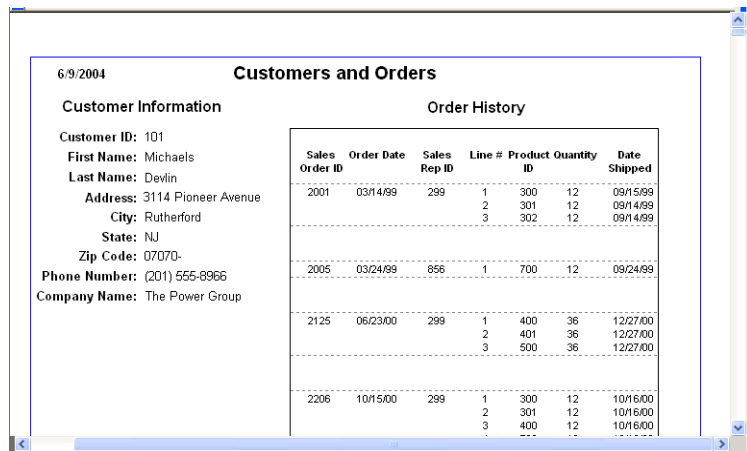 6/9/2004 Customers and Orders
Customer Information
Customer ID: 101
First Name: Michaels
Last Name: Devlin
Address: 3114 Pioneer Avenue
City: Rutherford
State: NJ
Zip Code: 07070-
Phone Number: (201) 555-8966
Company Name: The Power Group
Order History
Sales Order ID Order Date Sales Rep ID Line # Product ID Quantity Date Shipped
2001 03/14/99 299 1 300 12 09/15/99
2 301 12 09/14/99
3 302 12 09/14/99
2005 03/24/99 856 1 700 12 09/24/99
2125 06/23/00 299 1 400 36 12/27/00
2 401 36 12/27/00
3 500 36 12/27/00
2206 10/15/00 299 1 300 12 10/16/00
2 301 12 10/16/00
3 400 12 10/16/00